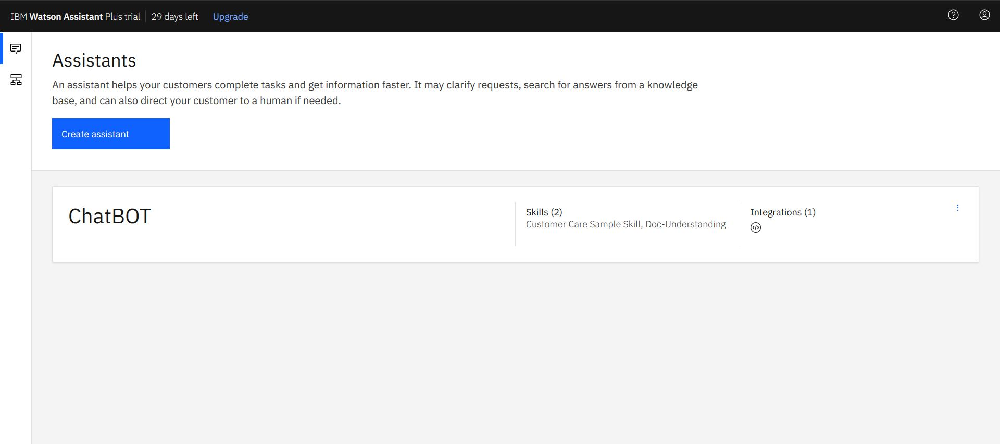 IBM Watson Assistant Plus trial 29 days left Upgrade
Assistants
An assistant helps your customers complete tasks and get information faster. It may clarify requests, search for answers from a knowledge
base, and can also direct your customer to a human if needed.
Create assistant
ChatBOT
Skills (2)
Customer Care Sample Skill, Doc-Understanding
Integrations (1)